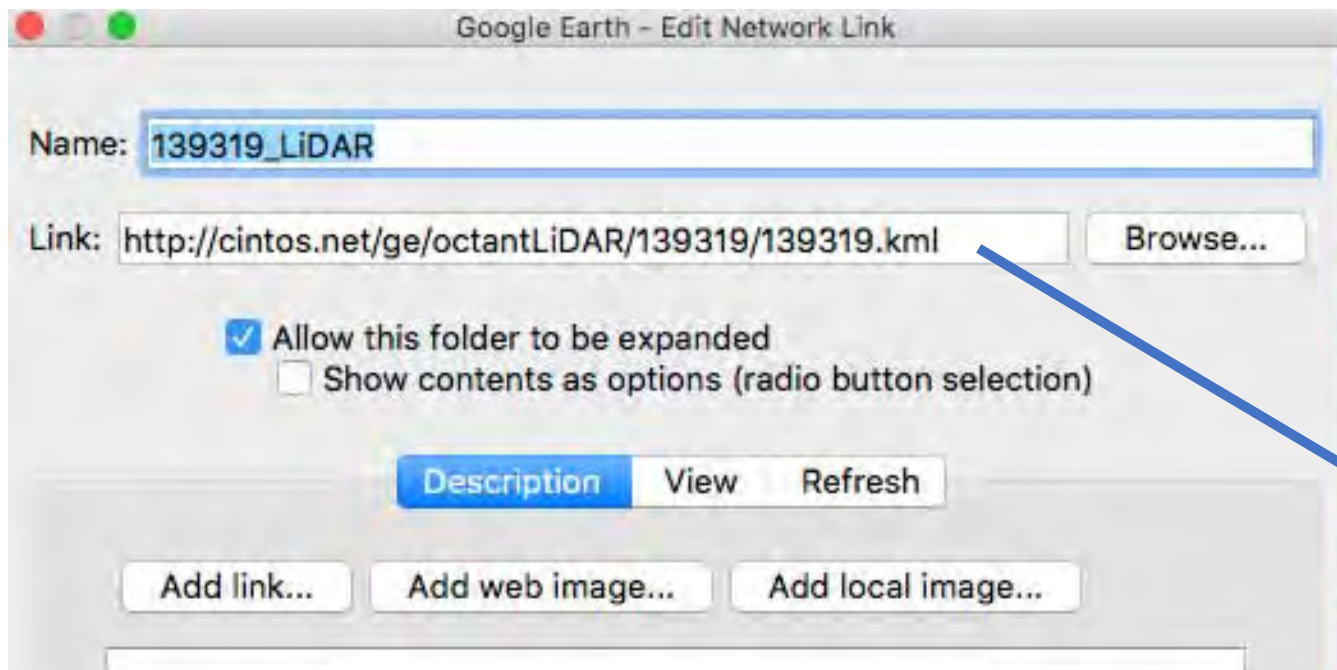 Google Earth - Edit Network Link
Name: 139319_LiDAR
Link: http://cintos.net/ge/octantLiDAR/139319/139319.kml Browse...
Allow this folder to be expanded
Show contents as options (radio button selection)
Description View Refresh
Add link... Add web image... Add local image...